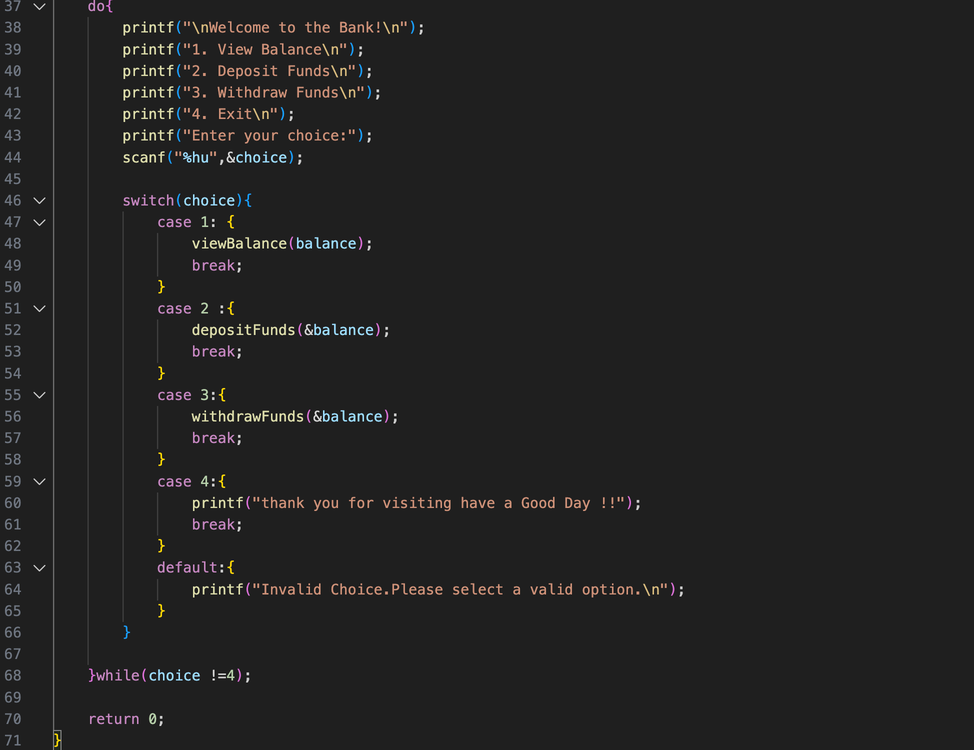 37 do{
38 printf("\nWelcome to the Bank!\n");
39 printf("1. View Balance\n");
40 printf("2. Deposit Funds\n");
41 printf("3. Withdraw Funds\n");
42 printf("4. Exit\n");
43 printf("Enter your choice:");
44 scanf("%hu",&choice);
45
46 switch(choice){
47 case 1: {
48 viewBalance(balance);
49 break;
50 }
51 case 2 :{
52 depositFunds(&balance);
53 break;
54 }
55 case 3:{
56 withdrawFunds(&balance);
57 break;
58 }
59 case 4:{
60 printf("thank you for visiting have a Good Day !!");
61 break;
62 }
63 default:{
64 printf("Invalid Choice.Please select a valid option.\n");
65 }
66 }
67
68 }while(choice !=4);
69
70 return 0;
71 }